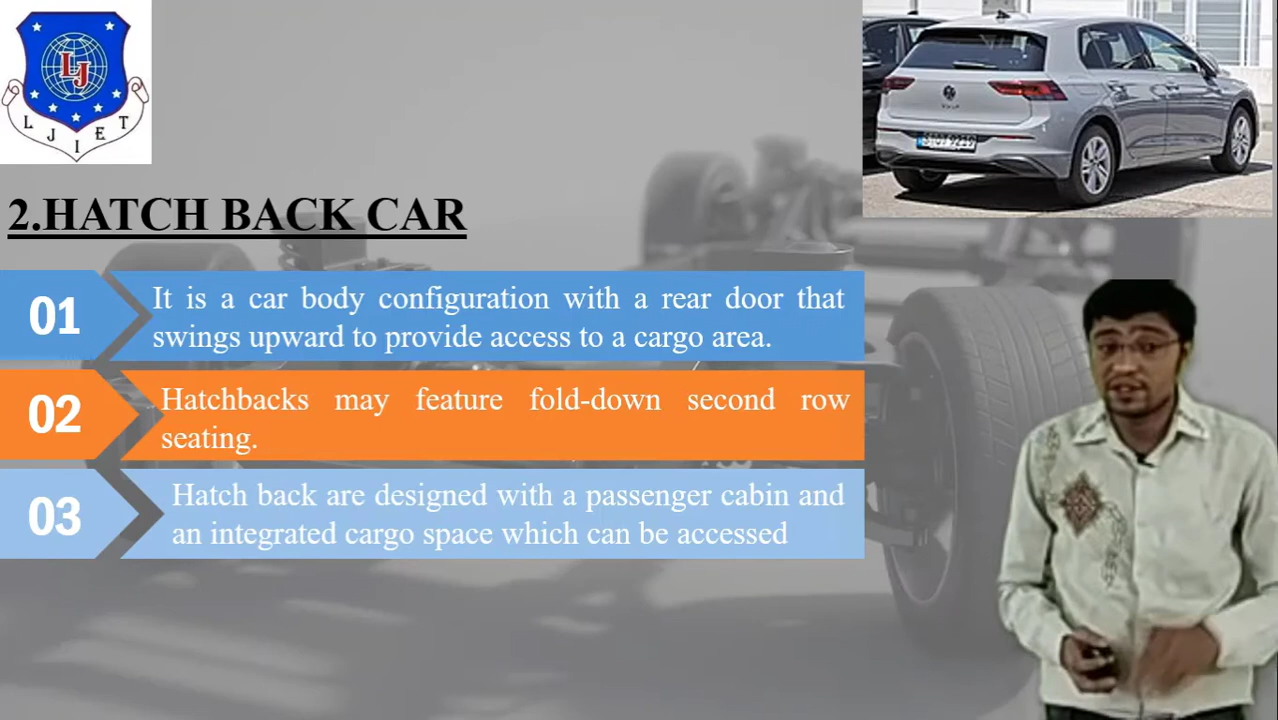 LJ
L J I E T
2.HATCH BACK CAR
01
It is a car body configuration with a rear door that
swings upward to provide access to a cargo area.
02
Hatchbacks may feature fold-down second row
seating.
03
Hatch back are designed with a passenger cabin and
an integrated cargo space which can be accessed